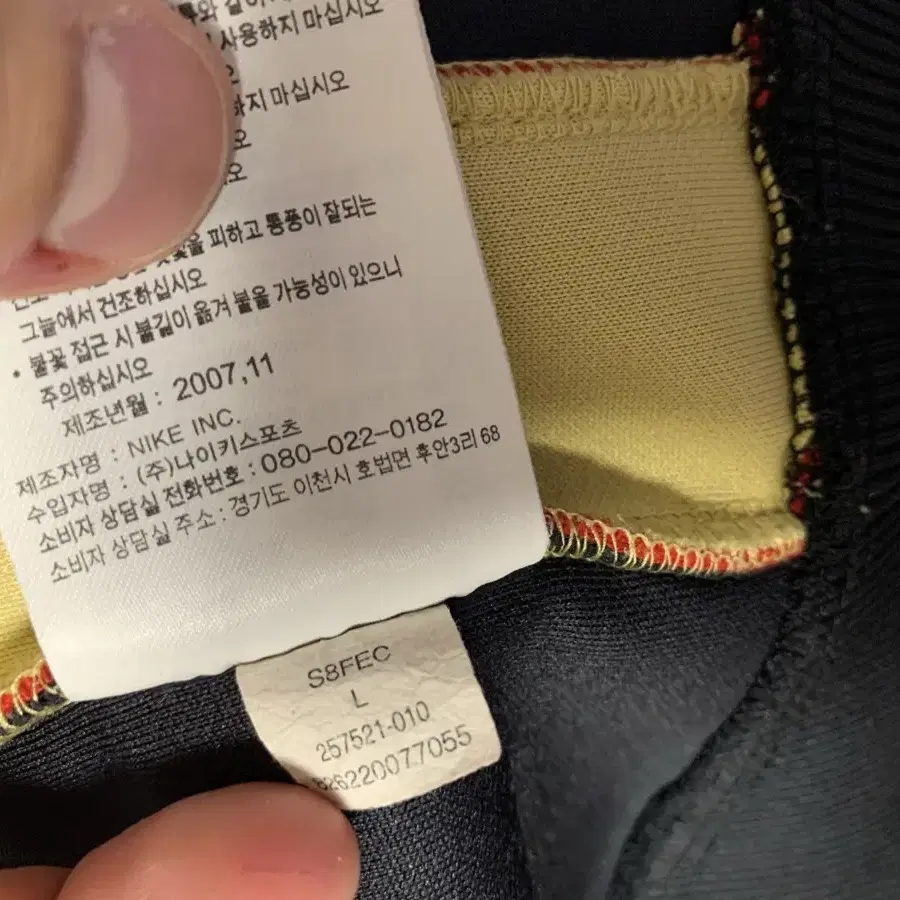 사용하지 마십시오
하지 마십시오
피하고 통풍이 잘되는
그늘에서 건조하십시오
• 불꽃 접근 시 불길이 옮겨 붙을 가능성이 있으니
주의하십시오
제조년월 : 2007,11
제조자명 : NIKE INC.
수입자명 : (주)나이키스포츠
소비자 상담실 전화번호 : 080-022-0182
소비자 상담실 주소 : 경기도 이천시 호법면 후안3리 68
S8FEC
L
257521-010
826220077055